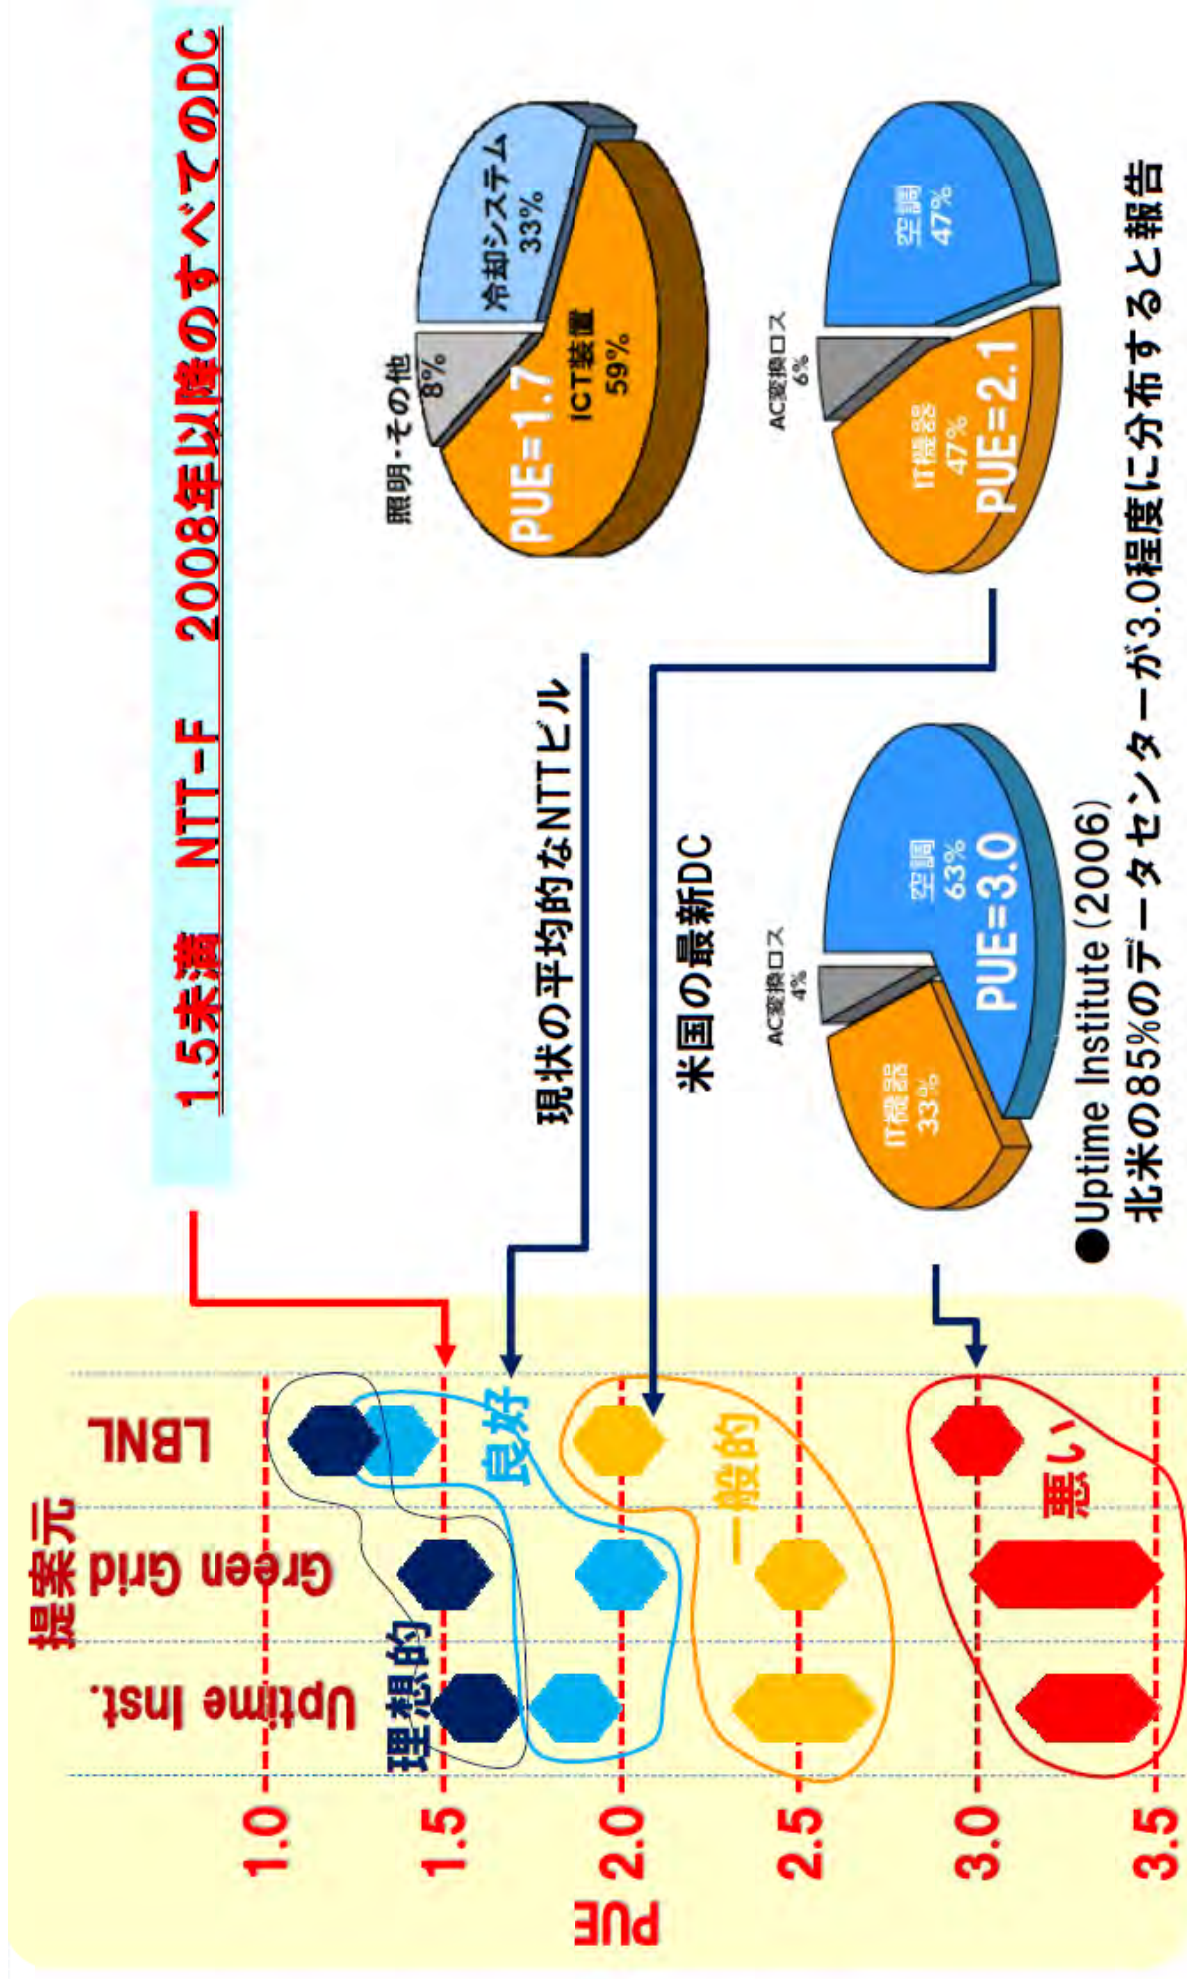 提案元
Uptime Inst.
Green Grid
LBNL
PUE
1.0
1.5
2.0
2.5
3.0
3.5
理想的
良好
一般的
悪い
1.5未満 NTT-F 2008年以降のすべてのDC
現状の平均的なNTTビル
照明・その他
8%
冷却システム
33%
PUE=1.7
ICT装置
59%
米国の最新DC
AC変換ロス
4%
IT機器
33%
空調
63%
PUE=3.0
AC変換ロス
6%
IT機器
47%
空調
47%
PUE=2.1
●Uptime Institute (2006)
北米の85%のデータセンターが3.0程度に分布すると報告